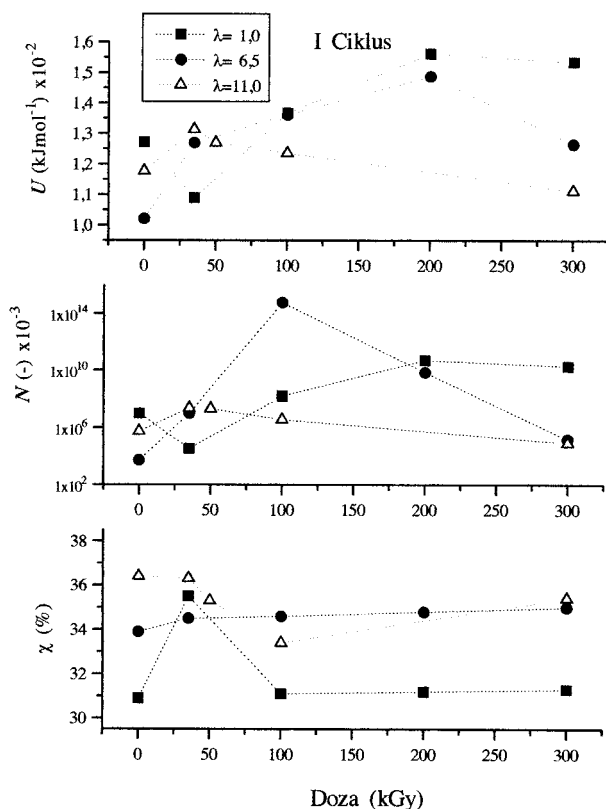 I Ciklus
λ= 1,0
λ= 6,5
λ=11,0
U (kJmol⁻¹) x10⁻²
1,6
1,5
1,4
1,3
1,2
1,1
1,0
0 50 100 150 200 250 300
N (-) x10⁻³
1x10¹⁴
1x10¹⁰
1x10⁶
1x10²
0 50 100 150 200 250 300
χ (%)
38
36
34
32
30
0 50 100 150 200 250 300
Doza (kGy)